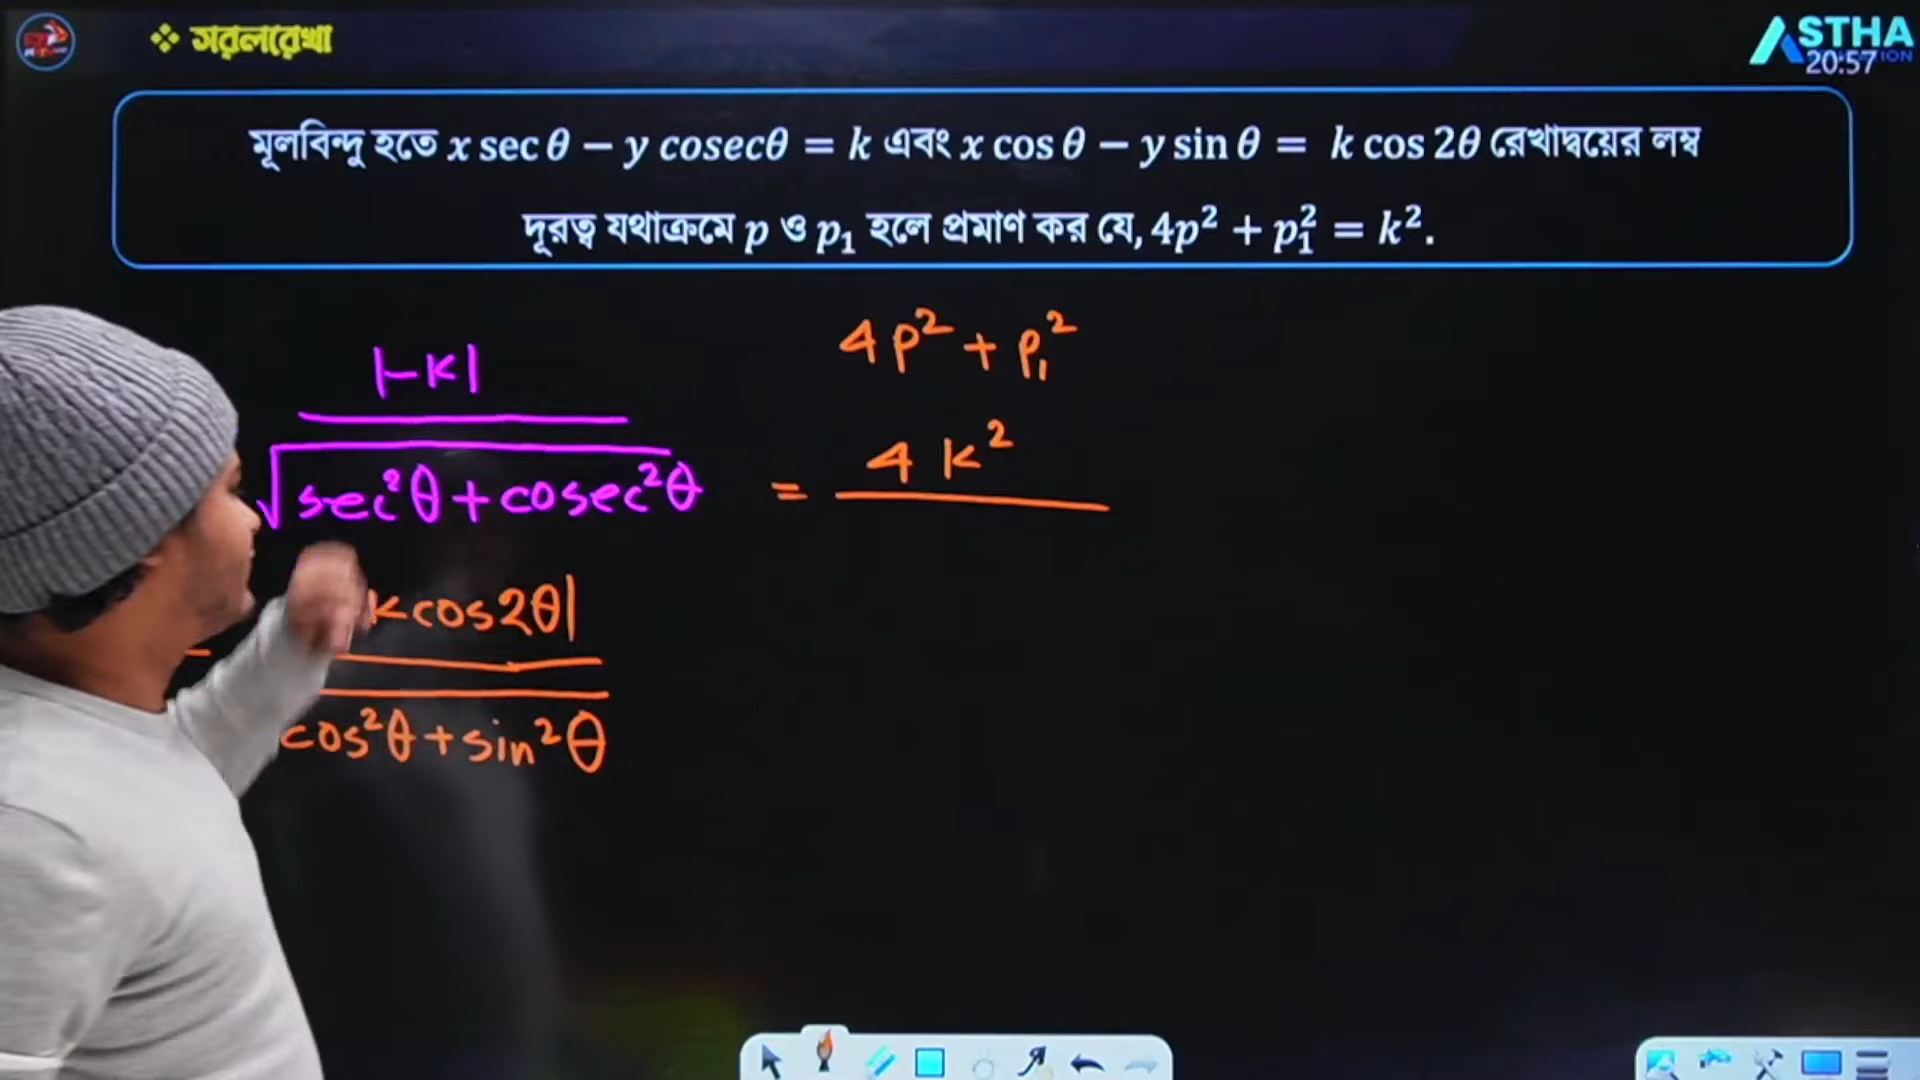 ❖ সরলরেখা
ASTHA
20:57
মূলবিন্দু হতে x sec θ − y cosecθ = k এবং x cos θ − y sin θ = k cos 2θ রেখাদ্বয়ের লম্ব
দূরত্ব যথাক্রমে p ও p₁ হলে প্রমাণ কর যে, 4p² + p₁² = k².
|-k|
√sec²θ + cosec²θ
kcos2θ|
cos²θ + sin²θ
4p² + p₁²
= 4k²